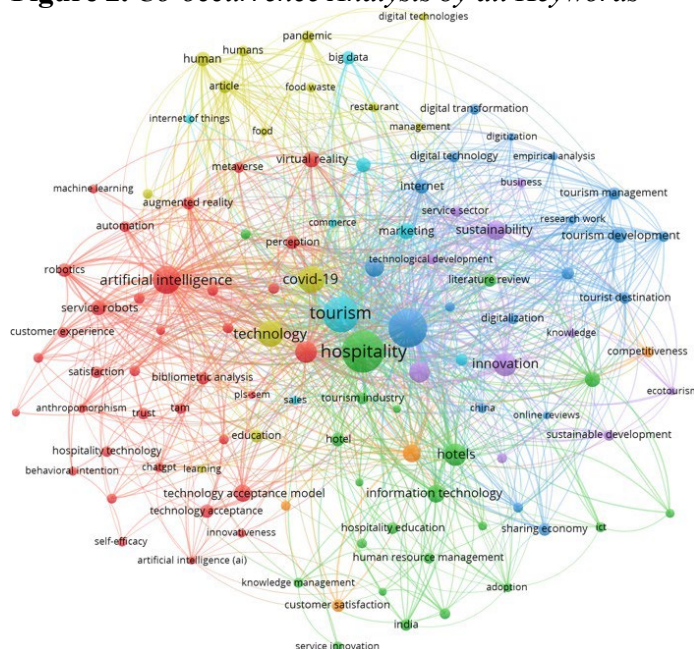 Figure 2. Co-occurrence Analysis by all Keywords
digital technologies
pandemic
humans
human
big data
article
food waste
restaurant
digital transformation
internet of things
management
food
digitization
virtual reality
digital technology
empirical analysis
metaverse
machine learning
internet
business
tourism management
augmented reality
service sector
research work
commerce
automation
marketing
sustainability
tourism development
perception
technological development
robotics
artificial intelligence
covid-19
literature review
tourist destination
service robots
tourism
digitalization
customer experience
technology
knowledge
hospitality
competitiveness
satisfaction
innovation
bibliometric analysis
pls-sem
tourism industry
ecotourism
anthropomorphism
trust
tam
sales
china
online reviews
education
hotel
sustainable development
hospitality technology
hotels
behavioral intention
chatgpt
learning
technology acceptance model
information technology
technology acceptance
sharing economy
ict
self-efficacy
innovativeness
hospitality education
artificial intelligence (ai)
human resource management
knowledge management
adoption
customer satisfaction
india
service innovation